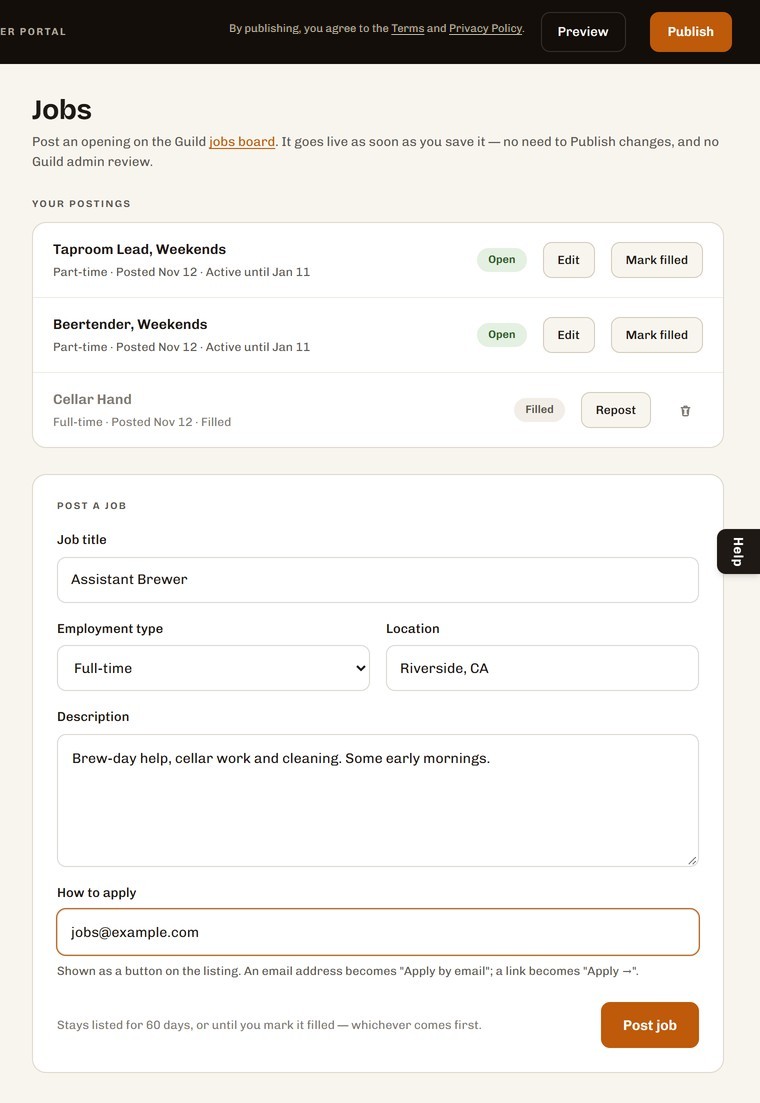 ER PORTAL
By publishing, you agree to the Terms and Privacy Policy.
Preview
Publish
Jobs
Post an opening on the Guild jobs board. It goes live as soon as you save it — no need to Publish changes, and no
Guild admin review.
YOUR POSTINGS
Taproom Lead, Weekends
Part-time · Posted Nov 12 · Active until Jan 11
Open
Edit
Mark filled
Beertender, Weekends
Part-time · Posted Nov 12 · Active until Jan 11
Open
Edit
Mark filled
Cellar Hand
Full-time · Posted Nov 12 · Filled
Filled
Repost
POST A JOB
Help
Job title
Assistant Brewer
Employment type
Location
Full-time
Riverside, CA
Description
Brew-day help, cellar work and cleaning. Some early mornings.
How to apply
jobs@example.com
Shown as a button on the listing. An email address becomes "Apply by email"; a link becomes "Apply →".
Stays listed for 60 days, or until you mark it filled — whichever comes first.
Post job